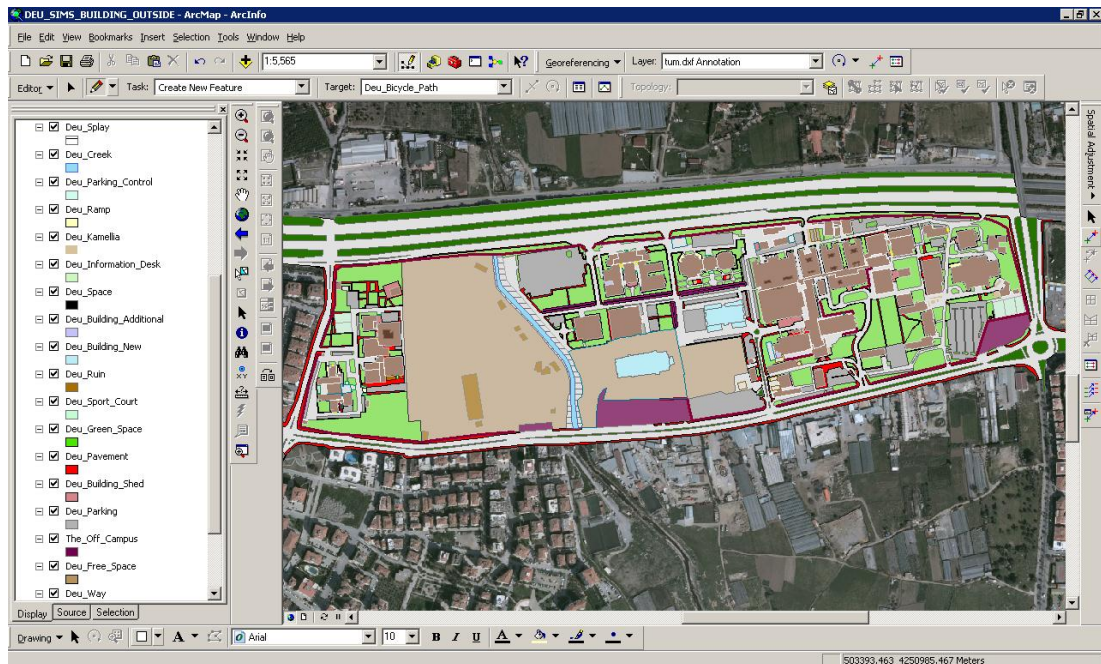 DEU_SIMS_BUILDING_OUTSIDE - ArcMap - ArcInfo
File Edit View Bookmarks Insert Selection Tools Window Help
1:5,565 Georeferencing Layer: tum.dxf Annotation
Editor Task: Create New Feature Target: Deu_Bicycle_Path Topology:
Deu_Splay
Deu_Creek
Deu_Parking_Control
Deu_Ramp
Deu_Kamellia
Deu_Information_Desk
Deu_Space
Deu_Building_Additional
Deu_Building_New
Deu_Ruin
Deu_Sport_Court
Deu_Green_Space
Deu_Pavement
Deu_Building_Shed
Deu_Parking
The_Off_Campus
Deu_Free_Space
Deu_Way
Display Source Selection
Spatial Adjustment
Drawing A Arial 10 B I U A
503393,463 4250985,467 Meters